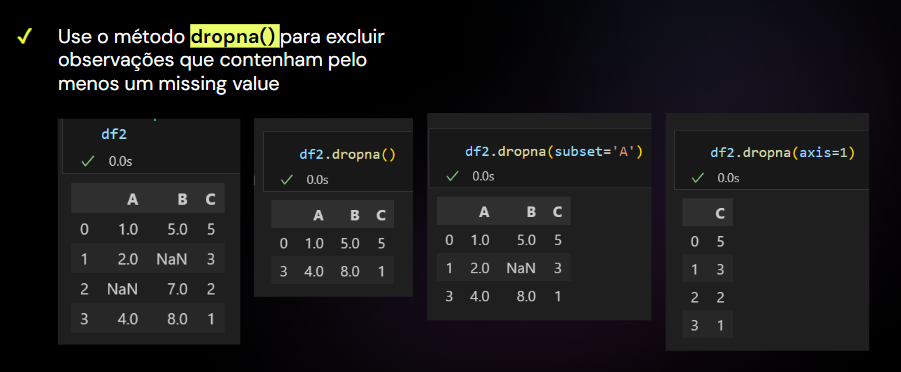 ✓ Use o método dropna() para excluir
observações que contenham pelo
menos um missing value
df2
✓ 0.0s
A B C
0 1.0 5.0 5
1 2.0 NaN 3
2 NaN 7.0 2
3 4.0 8.0 1
df2.dropna()
✓ 0.0s
A B C
0 1.0 5.0 5
3 4.0 8.0 1
df2.dropna(subset='A')
✓ 0.0s
A B C
0 1.0 5.0 5
1 2.0 NaN 3
3 4.0 8.0 1
df2.dropna(axis=1)
✓ 0.0s
C
0 5
1 3
2 2
3 1